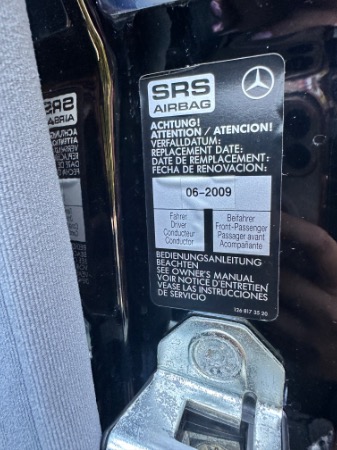 SRS
AIRBAG
ACHTUNG!
ATTENTION / ATENCION!
VERFALLDATUM:
REPLACEMENT DATE:
DATE DE REMPLACEMENT:
FECHA DE RENOVACION:
06-2009
Fahrer
Driver
Conducteur
Conductor
Beifahrer
Front-Passenger
Passager avant
Acompañante
BEDIENUNGSANLEITUNG
BEACHTEN
SEE OWNER'S MANUAL
VOIR NOTICE D'ENTRETIEN
VEASE LAS INSTRUCCIONES
DE SERVICIO